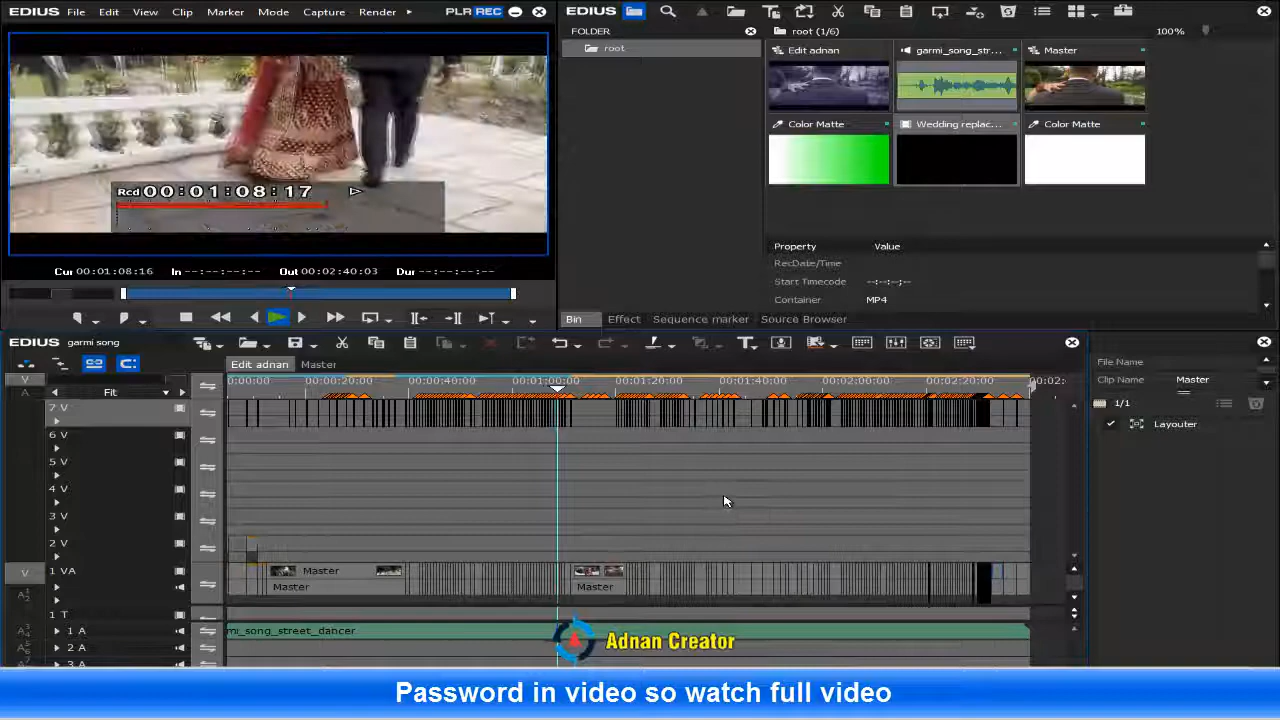 EDIUS File Edit View Clip Marker Mode Capture Render PLR REC
EDIUS
FOLDER
root
root (1/6) 100%
Edit adnan garmi_song_str... Master
Color Matte Wedding replac... Color Matte
Rcd 00:01:08:17
Cur 00:01:08:16 In --:--:--:-- Out 00:02:40:03 Dur --:--:--:--
Property Value
RecDate/Time
Start Timecode --:--:--;--
Container MP4
Bin Effect Sequence marker Source Browser
EDIUS garmi song
Edit adnan Master
File Name
Clip Name Master
1/1
Layouter
V
A
Fit
0:00:00 00:00:20:00 00:00:40:00 00:01:00:00 00:01:20:00 00:01:40:00 00:02:00:00 00:02:20:00 00:02:
7 V
6 V
5 V
4 V
3 V
2 V
V 1 VA Master
Master Master
1 T
1 A mi_song_street_dancer
2 A
3 A
Adnan Creator
Password in video so watch full video